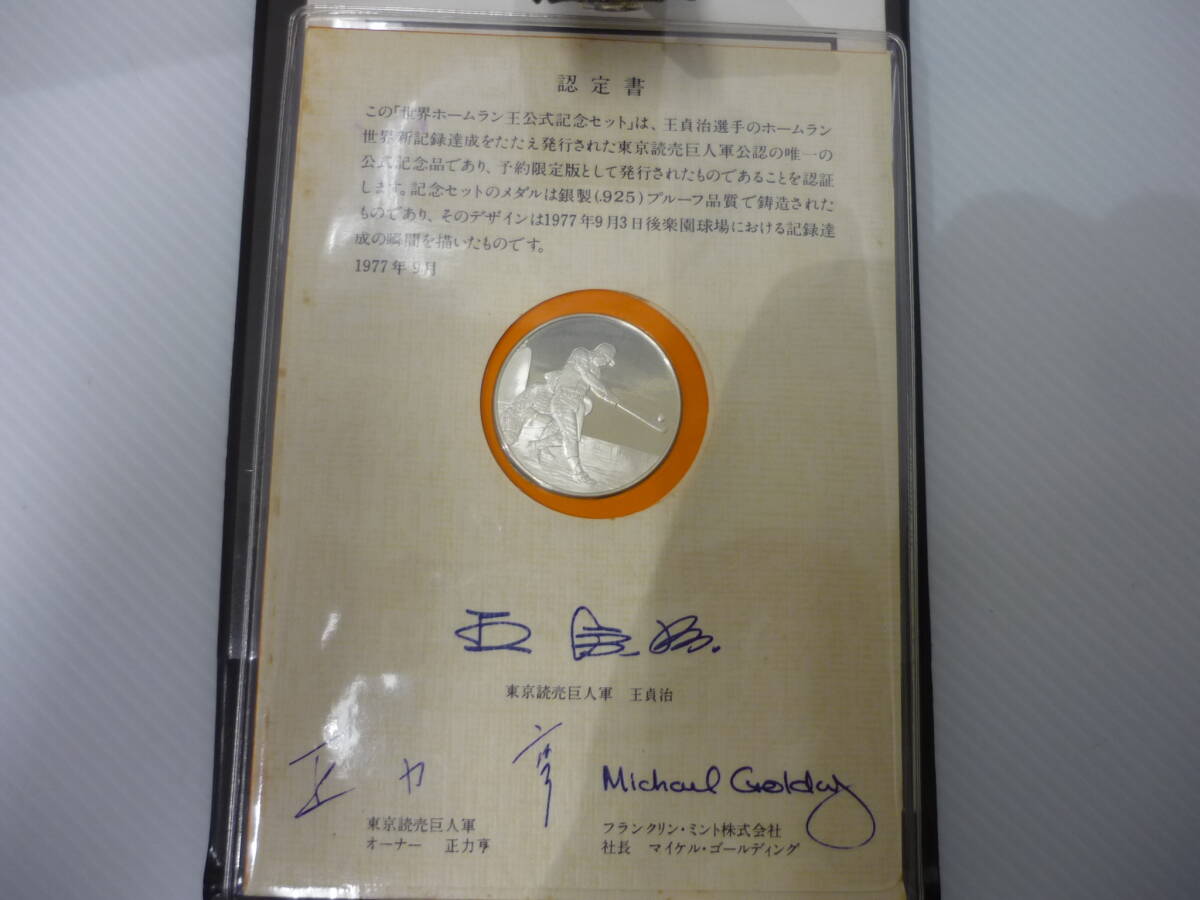 認定書
この「世界ホームラン王公式記念セット」は、王貞治選手のホームラン
世界新記録達成をたたえ発行された東京読売巨人軍公認の唯一の
公式記念品であり、予約限定版として発行されたものであることを認証
します。記念セットのメダルは銀製(.925)プルーフ品質で鋳造された
ものであり、そのデザインは1977年9月3日後楽園球場における記録達
成の瞬間を描いたものです。
1977年9月
王貞治
東京読売巨人軍 王貞治
正力亨
東京読売巨人軍
オーナー 正力亨
Michael Golding
フランクリン・ミント株式会社
社長 マイケル・ゴールディング